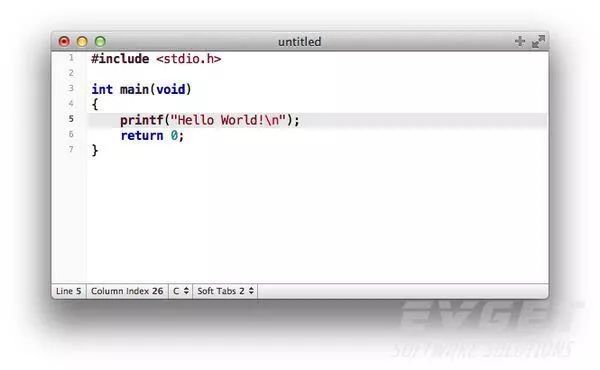 untitled
1 #include <stdio.h>
2
3 int main(void)
4 {
5 printf("Hello World!\n");
6 return 0;
7 }
Line 5 Column Index 26 C Soft Tabs 2
EVGET
SOFTWARE SOLUTIONS